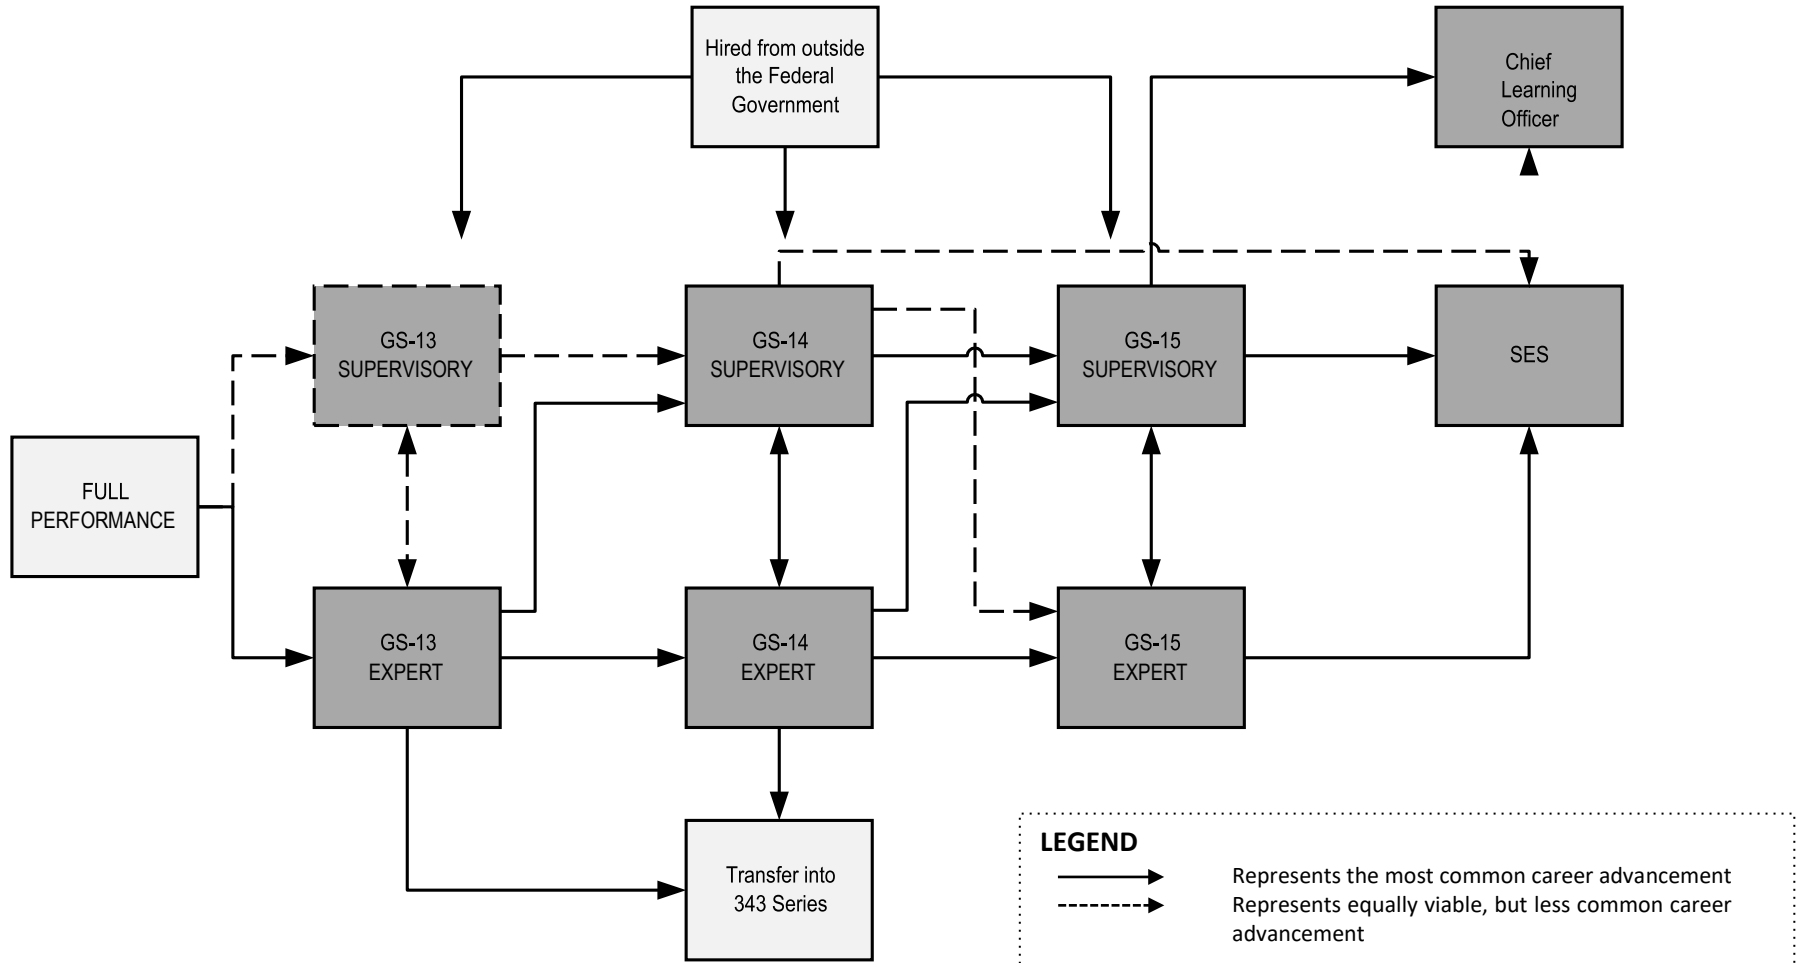 Hired from outside
the Federal
Government
Chief
Learning
Officer
GS-13
SUPERVISORY
GS-14
SUPERVISORY
GS-15
SUPERVISORY
SES
FULL
PERFORMANCE
GS-13
EXPERT
GS-14
EXPERT
GS-15
EXPERT
Transfer into
343 Series
LEGEND
Represents the most common career advancement
Represents equally viable, but less common career
advancement